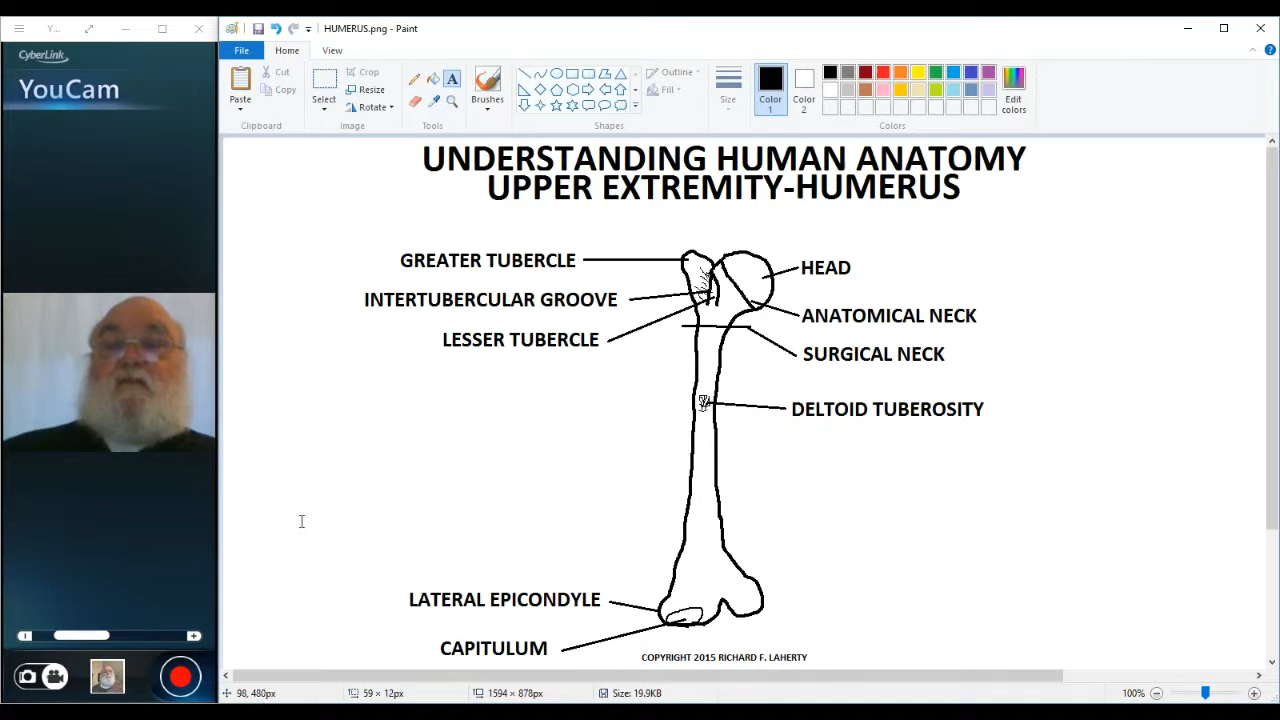 Y...
HUMERUS.png - Paint
CyberLink
YouCam
File
Home
View
Paste
Cut
Copy
Clipboard
Select
Crop
Resize
Rotate
Image
A
Tools
Brushes
Shapes
Outline
Fill
Size
Color 1
Color 2
Edit colors
Colors
UNDERSTANDING HUMAN ANATOMY
UPPER EXTREMITY-HUMERUS
GREATER TUBERCLE
HEAD
INTERTUBERCULAR GROOVE
ANATOMICAL NECK
LESSER TUBERCLE
SURGICAL NECK
DELTOID TUBEROSITY
LATERAL EPICONDYLE
CAPITULUM
COPYRIGHT 2015 RICHARD F. LAHERTY
98, 480px
59 × 12px
1594 × 878px
Size: 19.9KB
100%